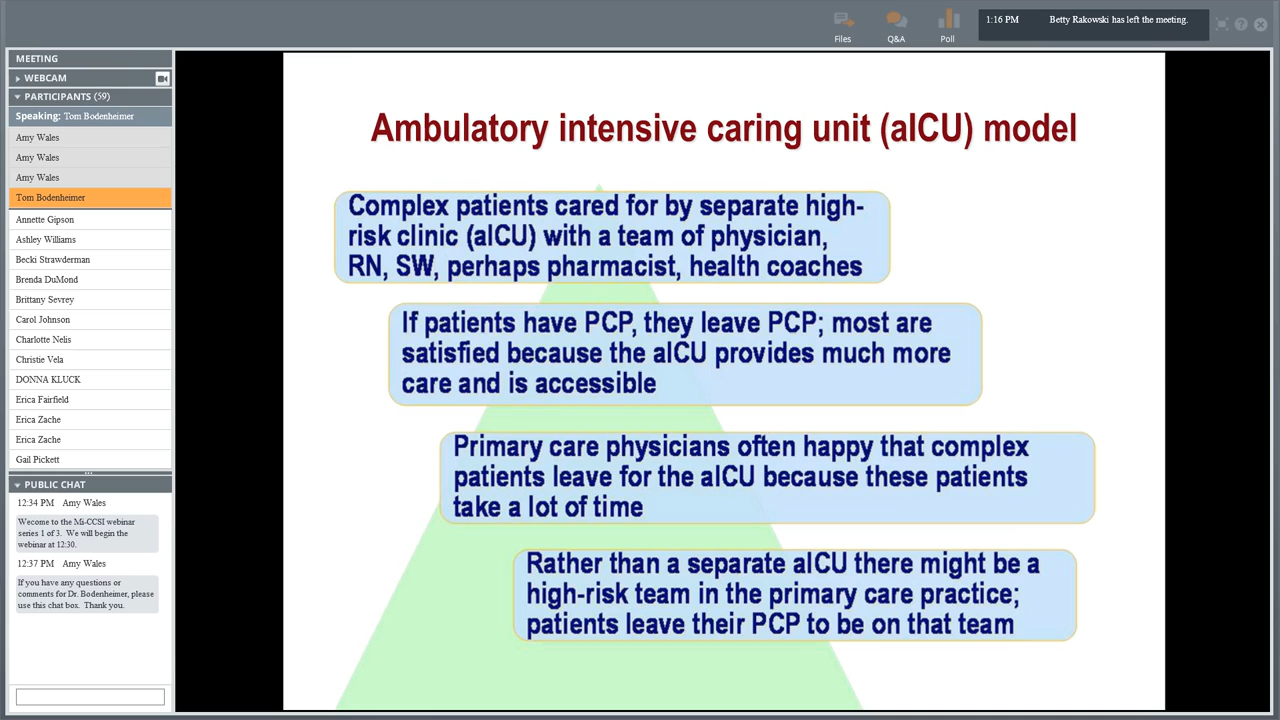 Files
Q&A
Poll
1:16 PM Betty Rakowski has left the meeting.
MEETING
WEBCAM
PARTICIPANTS (59)
Speaking: Tom Bodenheimer
Amy Wales
Amy Wales
Amy Wales
Tom Bodenheimer
Annette Gipson
Ashley Williams
Becki Strawderman
Brenda DuMond
Brittany Sevrey
Carol Johnson
Charlotte Nelis
Christie Vela
DONNA KLUCK
Erica Fairfield
Erica Zache
Erica Zache
Gail Pickett
PUBLIC CHAT
12:34 PM Amy Wales
Wecome to the Mi-CCSI webinar
series 1 of 3. We will begin the
webinar at 12:30.
12:37 PM Amy Wales
If you have any questions or
comments for Dr. Bodenheimer, please
use this chat box. Thank you.
Ambulatory intensive caring unit (aICU) model
Complex patients cared for by separate high-
risk clinic (aICU) with a team of physician,
RN, SW, perhaps pharmacist, health coaches
If patients have PCP, they leave PCP; most are
satisfied because the aICU provides much more
care and is accessible
Primary care physicians often happy that complex
patients leave for the aICU because these patients
take a lot of time
Rather than a separate aICU there might be a
high-risk team in the primary care practice;
patients leave their PCP to be on that team